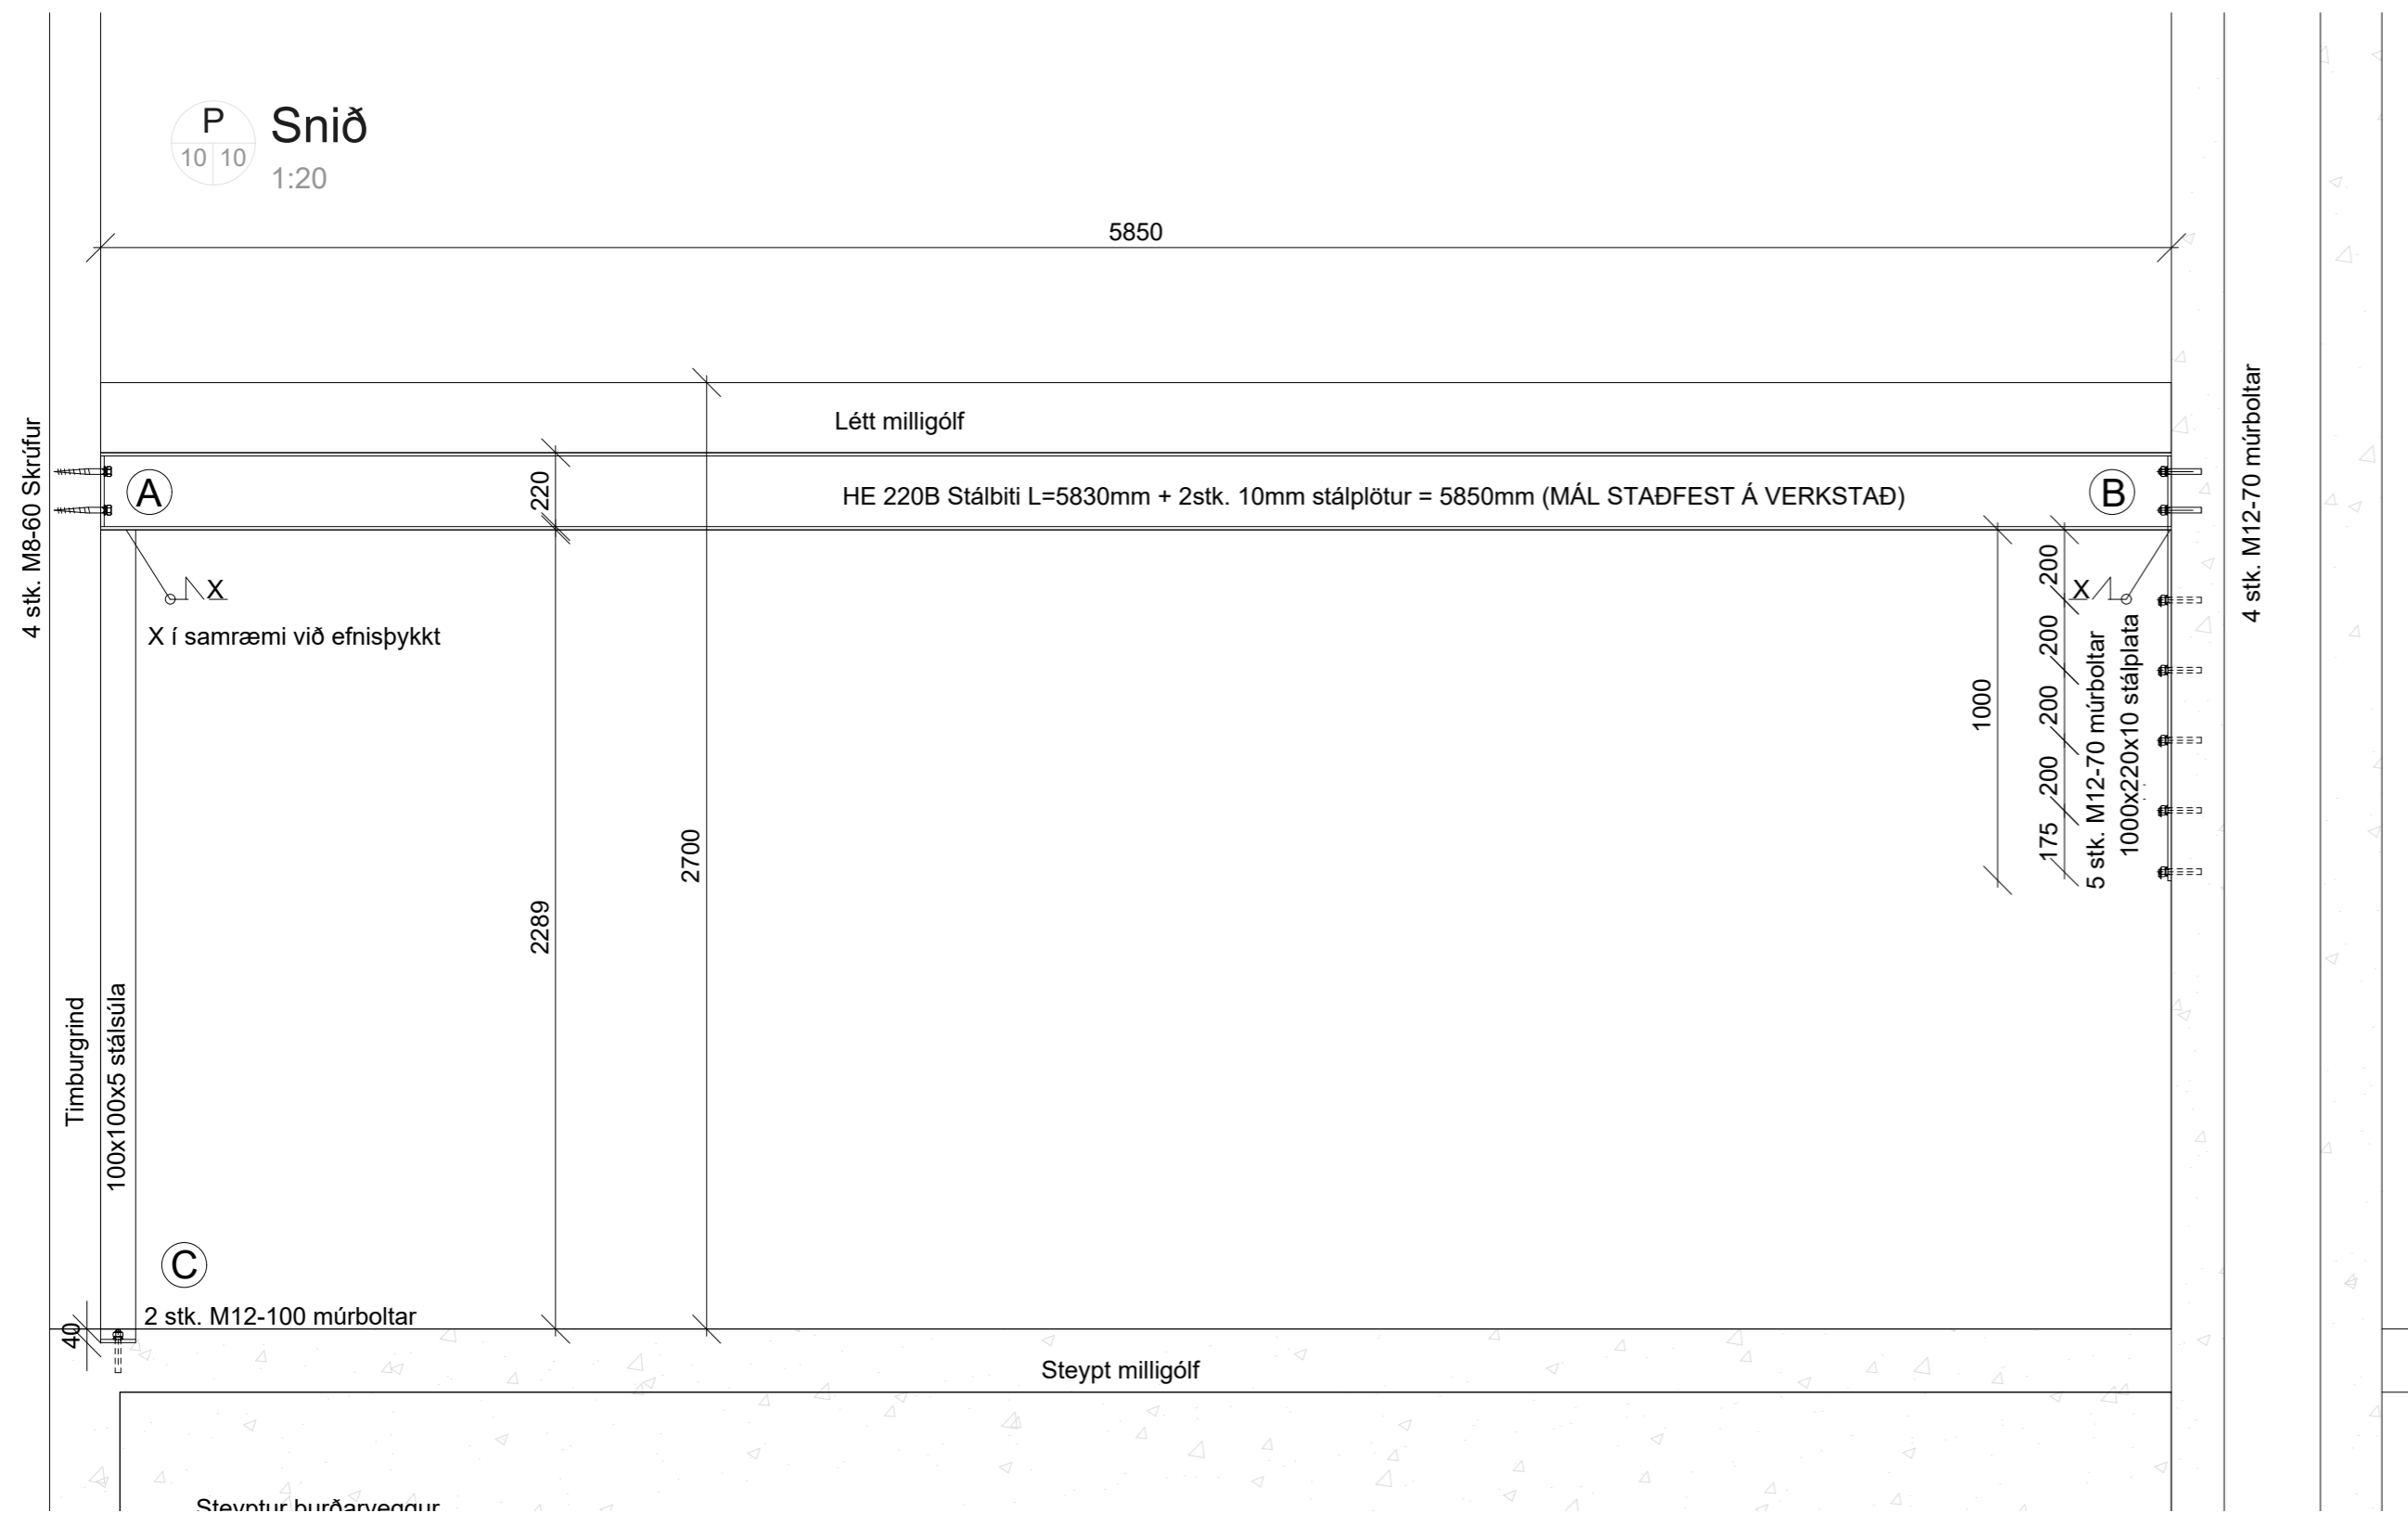 P
10 10
Snið
1:20
5850
Létt milligólf
4 stk. M8-60 Skrúfur
A
220
HE 220B Stálbiti L=5830mm + 2stk. 10mm stálplötur = 5850mm (MÁL STAÐFEST Á VERKSTAÐ)
B
4 stk. M12-70 múrboltar
X
X í samræmi við efnisþykkt
X
200
200
200
200
175
1000
5 stk. M12-70 múrboltar
1000x220x10 stálplata
2700
2289
Timburgrind
100x100x5 stálsúla
C
2 stk. M12-100 múrboltar
40
Steypt milligólf
Steyptur burðarveggur